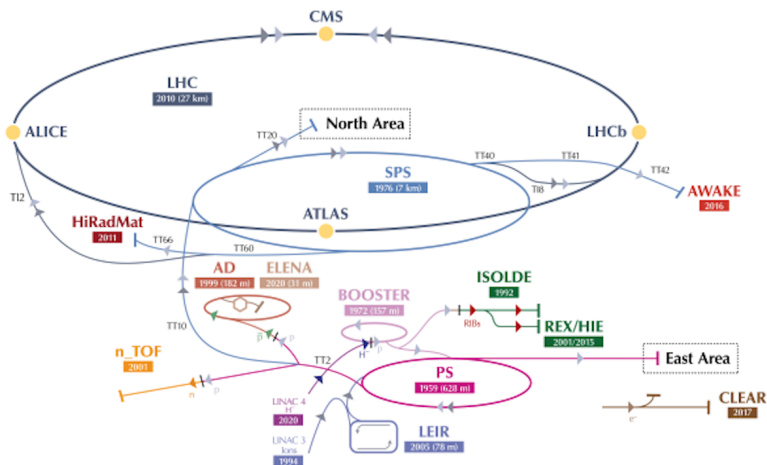 CMS
LHC
2010 (27 km)
ALICE
TT20
North Area
LHCb
TT40
TT41
TT42
SPS
1976 (7 km)
TI8
AWAKE
2016
TI2
HiRadMat
2011
ATLAS
TT66
TT60
AD
1999 (182 m)
ELENA
2020 (31 m)
ISOLDE
1992
BOOSTER
1972 (157 m)
p
RIBs
REX/HIE
2001/2015
TT10
p
p
H-
p
East Area
n_TOF
2001
TT2
PS
1959 (628 m)
n
p
LINAC 4
H-
2020
CLEAR
2017
e-
LINAC 3
Ions
1994
LEIR
2005 (78 m)